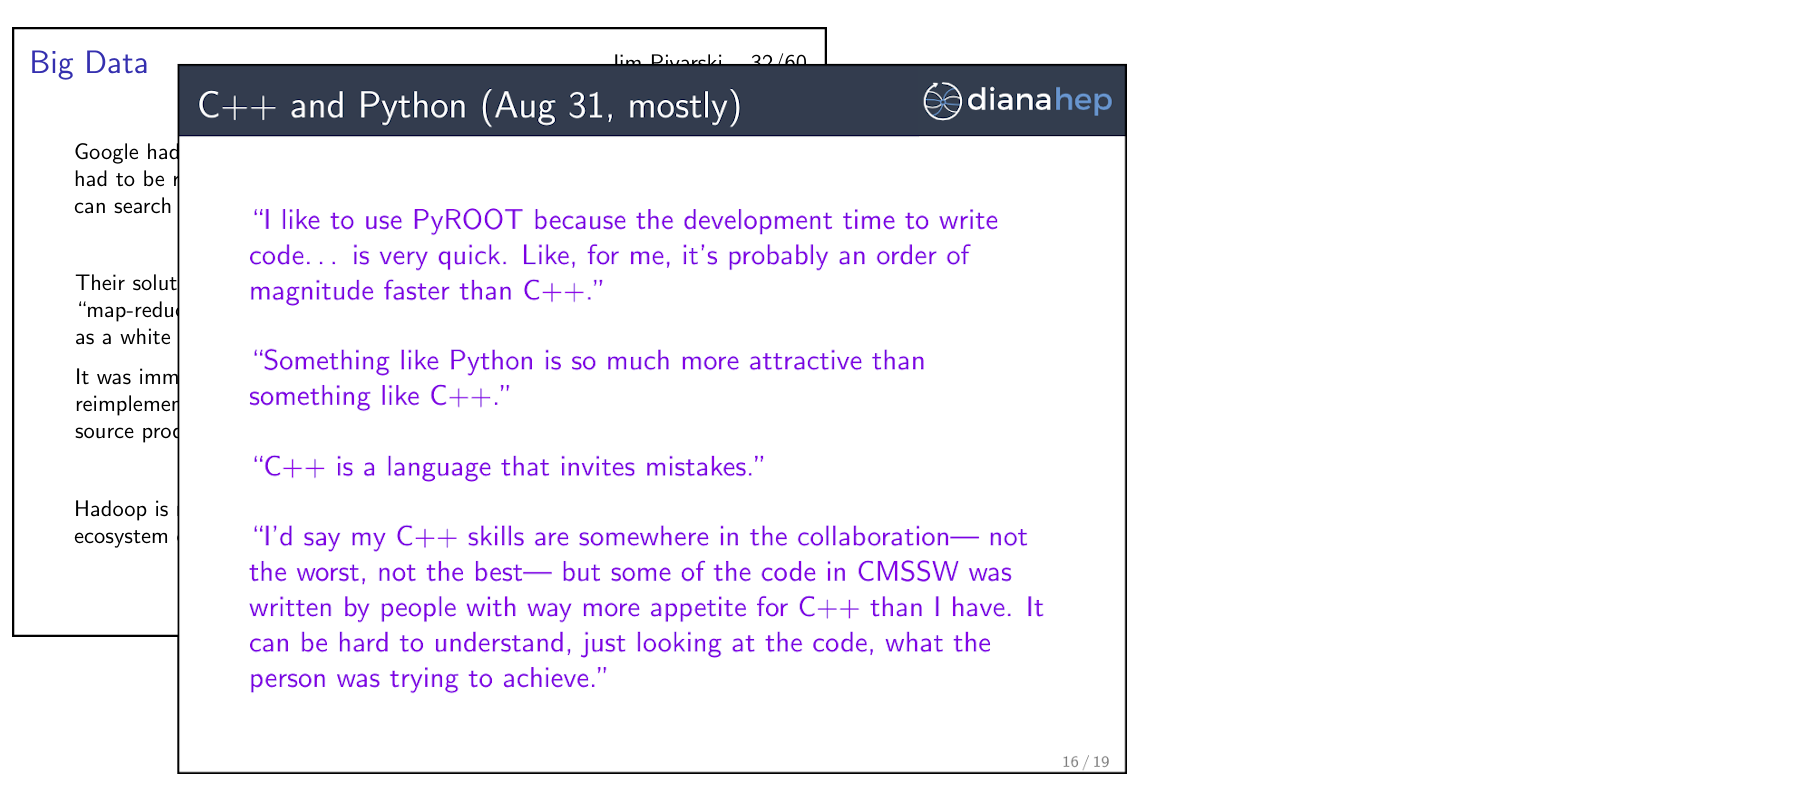 Big Data
Jim Pivarski 32/60
Google had
had to be
can search
Their
as a white
It was
source
Hadoop is
ecosystem
C++ and Python (Aug 31, mostly)
dianahep
“I like to use PyROOT because the development time to write
code... is very quick. Like, for me, it’s probably an order of
magnitude faster than C++.”
“Something like Python is so much more attractive than
something like C++.”
“C++ is a language that invites mistakes.”
“I’d say my C++ skills are somewhere in the collaboration— not
the worst, not the best— but some of the code in CMSSW was
written by people with way more appetite for C++ than I have. It
can be hard to understand, just looking at the code, what the
person was trying to achieve.”
16 / 19